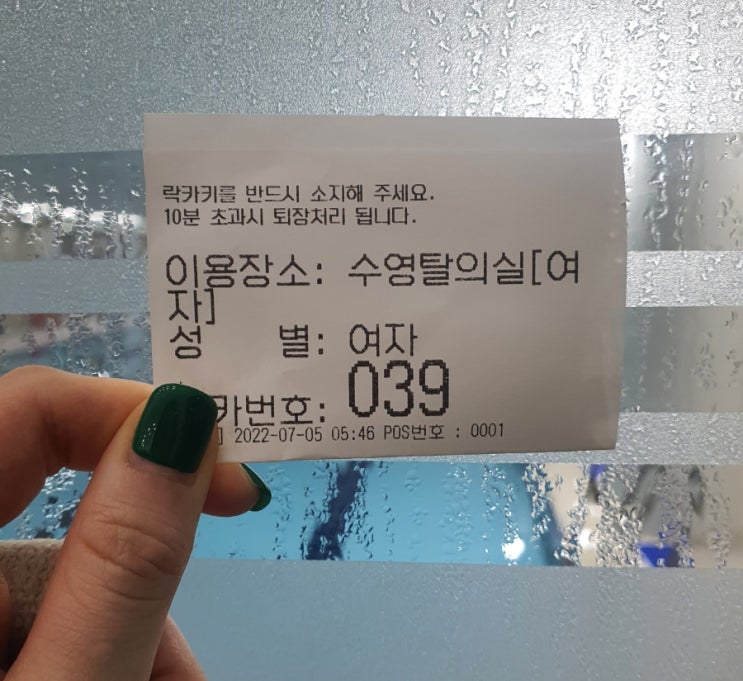 락카키를 반드시 소지해 주세요.
10분 초과시 퇴장처리 됩니다.
이용장소: 수영탈의실[여
자]
성 별: 여자
카번호: 039
] 2022-07-05 05:46 POS번호 : 0001